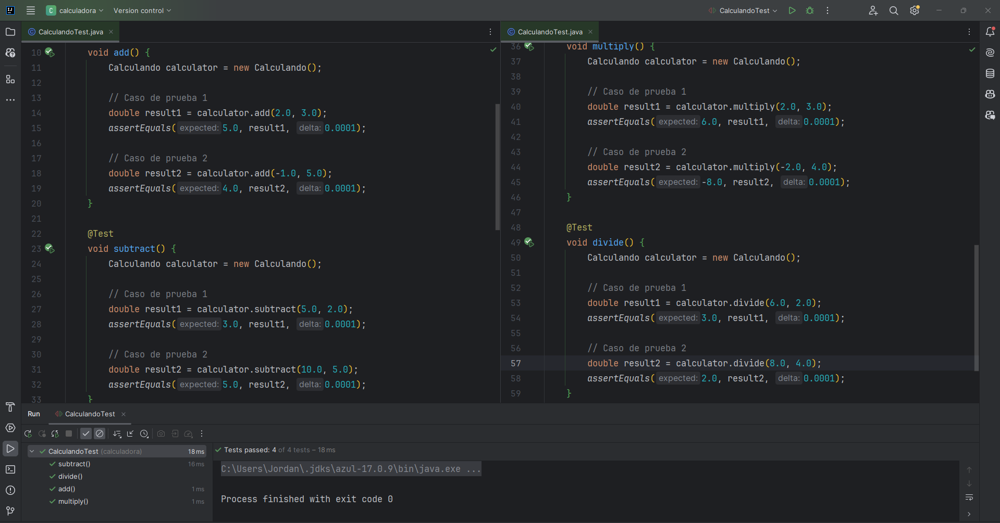 calculadora Version control CalculandoTest
CalculandoTest.java
10 void add() {
11 Calculando calculator = new Calculando();
12
13 // Caso de prueba 1
14 double result1 = calculator.add(2.0, 3.0);
15 assertEquals( expected: 5.0, result1, delta: 0.0001);
16
17 // Caso de prueba 2
18 double result2 = calculator.add(-1.0, 5.0);
19 assertEquals( expected: 4.0, result2, delta: 0.0001);
20 }
21
22 @Test
23 void subtract() {
24 Calculando calculator = new Calculando();
25
26 // Caso de prueba 1
27 double result1 = calculator.subtract(5.0, 2.0);
28 assertEquals( expected: 3.0, result1, delta: 0.0001);
29
30 // Caso de prueba 2
31 double result2 = calculator.subtract(10.0, 5.0);
32 assertEquals( expected: 5.0, result2, delta: 0.0001);
33 }
CalculandoTest.java
36 void multiply() {
37 Calculando calculator = new Calculando();
38
39 // Caso de prueba 1
40 double result1 = calculator.multiply(2.0, 3.0);
41 assertEquals( expected: 6.0, result1, delta: 0.0001);
42
43 // Caso de prueba 2
44 double result2 = calculator.multiply(-2.0, 4.0);
45 assertEquals( expected: -8.0, result2, delta: 0.0001);
46 }
47
48 @Test
49 void divide() {
50 Calculando calculator = new Calculando();
51
52 // Caso de prueba 1
53 double result1 = calculator.divide(6.0, 2.0);
54 assertEquals( expected: 3.0, result1, delta: 0.0001);
55
56 // Caso de prueba 2
57 double result2 = calculator.divide(8.0, 4.0);
58 assertEquals( expected: 2.0, result2, delta: 0.0001);
59 }
Run CalculandoTest
CalculandoTest (calculadora) 18 ms
subtract() 16 ms
divide()
add() 1 ms
multiply() 1 ms
Tests passed: 4 of 4 tests – 18 ms
C:\Users\Jordan\.jdks\azul-17.0.9\bin\java.exe ...
Process finished with exit code 0